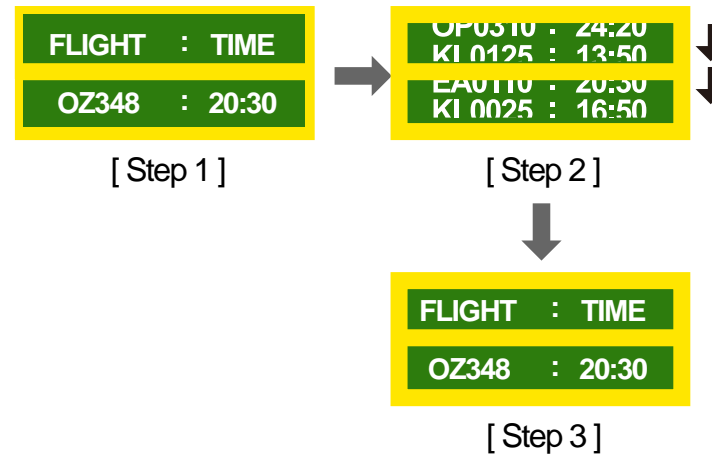 FLIGHT : TIME
OZ348 : 20:30
[ Step 1 ]
OP0310 : 24:20
KL0125 : 13:50
EA0110 : 20:30
KL0025 : 16:50
[ Step 2 ]
FLIGHT : TIME
OZ348 : 20:30
[ Step 3 ]